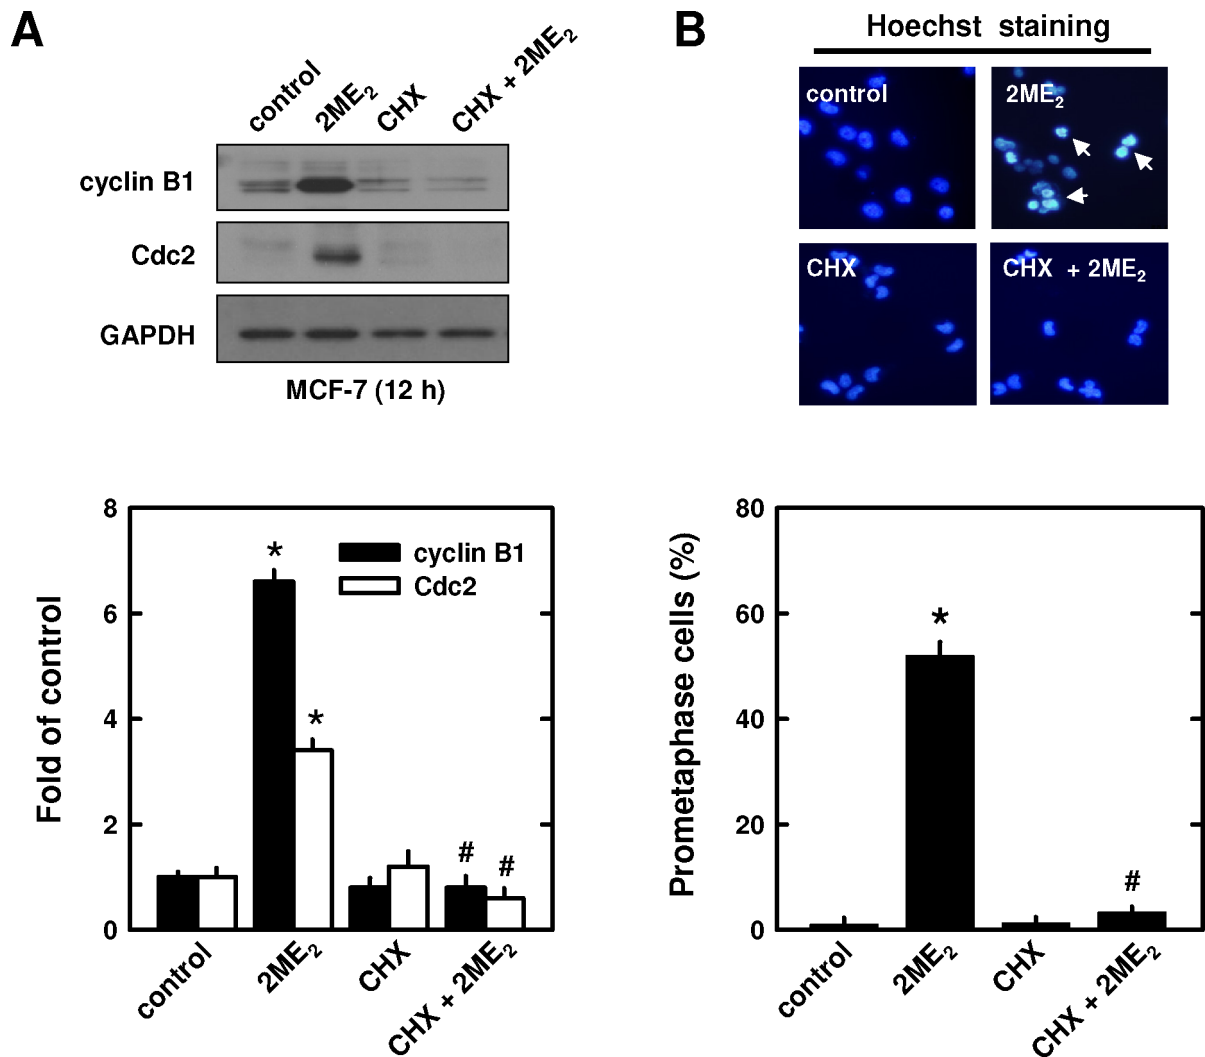 A
control 2ME₂ CHX CHX + 2ME₂
cyclin B1
Cdc2
GAPDH
MCF-7 (12 h)
B
Hoechst staining
control
2ME₂
CHX
CHX + 2ME₂
Fold of control
8
6
4
2
0
*
*
#
#
cyclin B1
Cdc2
control
2ME₂
CHX
CHX + 2ME₂
Prometaphase cells (%)
80
60
40
20
0
*
#
control
2ME₂
CHX
CHX + 2ME₂